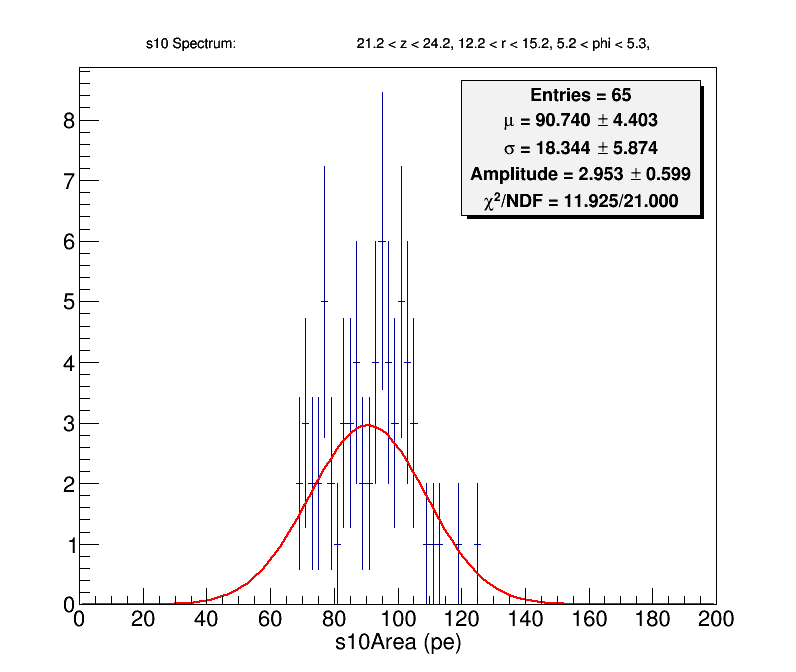 s10 Spectrum: 21.2 < z < 24.2, 12.2 < r < 15.2, 5.2 < phi < 5.3,
Entries = 65
μ = 90.740 ± 4.403
σ = 18.344 ± 5.874
Amplitude = 2.953 ± 0.599
χ²/NDF = 11.925/21.000
8
7
6
5
4
3
2
1
0
0 20 40 60 80 100 120 140 160 180 200
s10Area (pe)